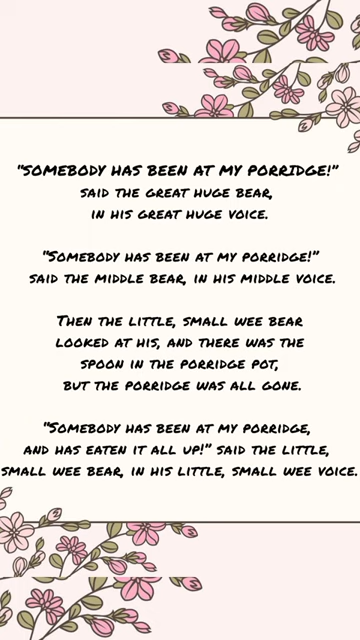 "SOMEBODY HAS BEEN AT MY PORRIDGE!"
SAID THE GREAT HUGE BEAR,
IN HIS GREAT HUGE VOICE.
"SOMEBODY HAS BEEN AT MY PORRIDGE!"
SAID THE MIDDLE BEAR, IN HIS MIDDLE VOICE.
THEN THE LITTLE, SMALL WEE BEAR
LOOKED AT HIS, AND THERE WAS THE
SPOON IN THE PORRIDGE POT,
BUT THE PORRIDGE WAS ALL GONE.
"SOMEBODY HAS BEEN AT MY PORRIDGE,
AND HAS EATEN IT ALL UP!" SAID THE LITTLE,
SMALL WEE BEAR, IN HIS LITTLE, SMALL WEE VOICE.